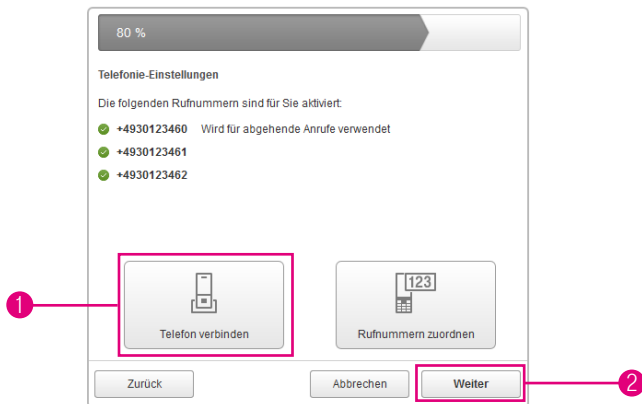 80 %
Telefonie-Einstellungen
Die folgenden Rufnummern sind für Sie aktiviert:
+4930123460 Wird für abgehende Anrufe verwendet
+4930123461
+4930123462
1
123
Telefon verbinden
Rufnummern zuordnen
Zurück
Abbrechen
Weiter
2